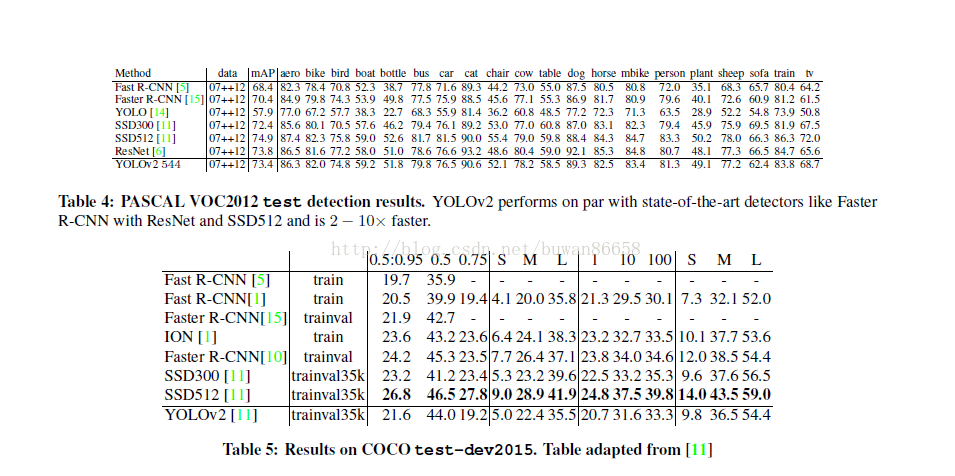 Method data mAP aero bike bird boat bottle bus car cat chair cow table dog horse mbike person plant sheep sofa train tv
Fast R-CNN [5] 07++12 68.4 82.3 78.4 70.8 52.3 38.7 77.8 71.6 89.3 44.2 73.0 55.0 87.5 80.5 80.8 72.0 35.1 68.3 65.7 80.4 64.2
Faster R-CNN [15] 07++12 70.4 84.9 79.8 74.3 53.9 49.8 77.5 75.9 88.5 45.6 77.1 55.3 86.9 81.7 80.9 79.6 40.1 72.6 60.9 81.2 61.5
YOLO [14] 07++12 57.9 77.0 67.2 57.7 38.3 22.7 68.3 55.9 81.4 36.2 60.8 48.5 77.2 72.3 71.3 63.5 28.9 52.2 54.8 73.9 50.8
SSD300 [11] 07++12 72.4 85.6 80.1 70.5 57.6 46.2 79.4 76.1 89.2 53.0 77.0 60.8 87.0 83.1 82.3 79.4 45.9 75.9 69.5 81.9 67.5
SSD512 [11] 07++12 74.9 87.4 82.3 75.8 59.0 52.6 81.7 81.5 90.0 55.4 79.0 59.8 88.4 84.3 84.7 83.3 50.2 78.0 66.3 86.3 72.0
ResNet [6] 07++12 73.8 86.5 81.6 77.2 58.0 51.0 78.6 76.6 93.2 48.6 80.4 59.0 92.1 85.3 84.8 80.7 48.1 77.3 66.5 84.7 65.6
YOLOv2 544 07++12 73.4 86.3 82.0 74.8 59.2 51.8 79.8 76.5 90.6 52.1 78.2 58.5 89.3 82.5 83.4 81.3 49.1 77.2 62.4 83.8 68.7
Table 4: PASCAL VOC2012 test detection results. YOLOv2 performs on par with state-of-the-art detectors like Faster
R-CNN with ResNet and SSD512 and is 2 − 10× faster.
http://blog.csdn.net/buwan86658
0.5:0.95 0.5 0.75 S M L 1 10 100 S M L
Fast R-CNN [5] train 19.7 35.9 - - - - - - - - - -
Fast R-CNN[1] train 20.5 39.9 19.4 4.1 20.0 35.8 21.3 29.5 30.1 7.3 32.1 52.0
Faster R-CNN[15] trainval 21.9 42.7 - - - - - - - - - -
ION [1] train 23.6 43.2 23.6 6.4 24.1 38.3 23.2 32.7 33.5 10.1 37.7 53.6
Faster R-CNN[10] trainval 24.2 45.3 23.5 7.7 26.4 37.1 23.8 34.0 34.6 12.0 38.5 54.4
SSD300 [11] trainval35k 23.2 41.2 23.4 5.3 23.2 39.6 22.5 33.2 35.3 9.6 37.6 56.5
SSD512 [11] trainval35k 26.8 46.5 27.8 9.0 28.9 41.9 24.8 37.5 39.8 14.0 43.5 59.0
YOLOv2 [11] trainval35k 21.6 44.0 19.2 5.0 22.4 35.5 20.7 31.6 33.3 9.8 36.5 54.4
Table 5: Results on COCO test-dev2015. Table adapted from [11]